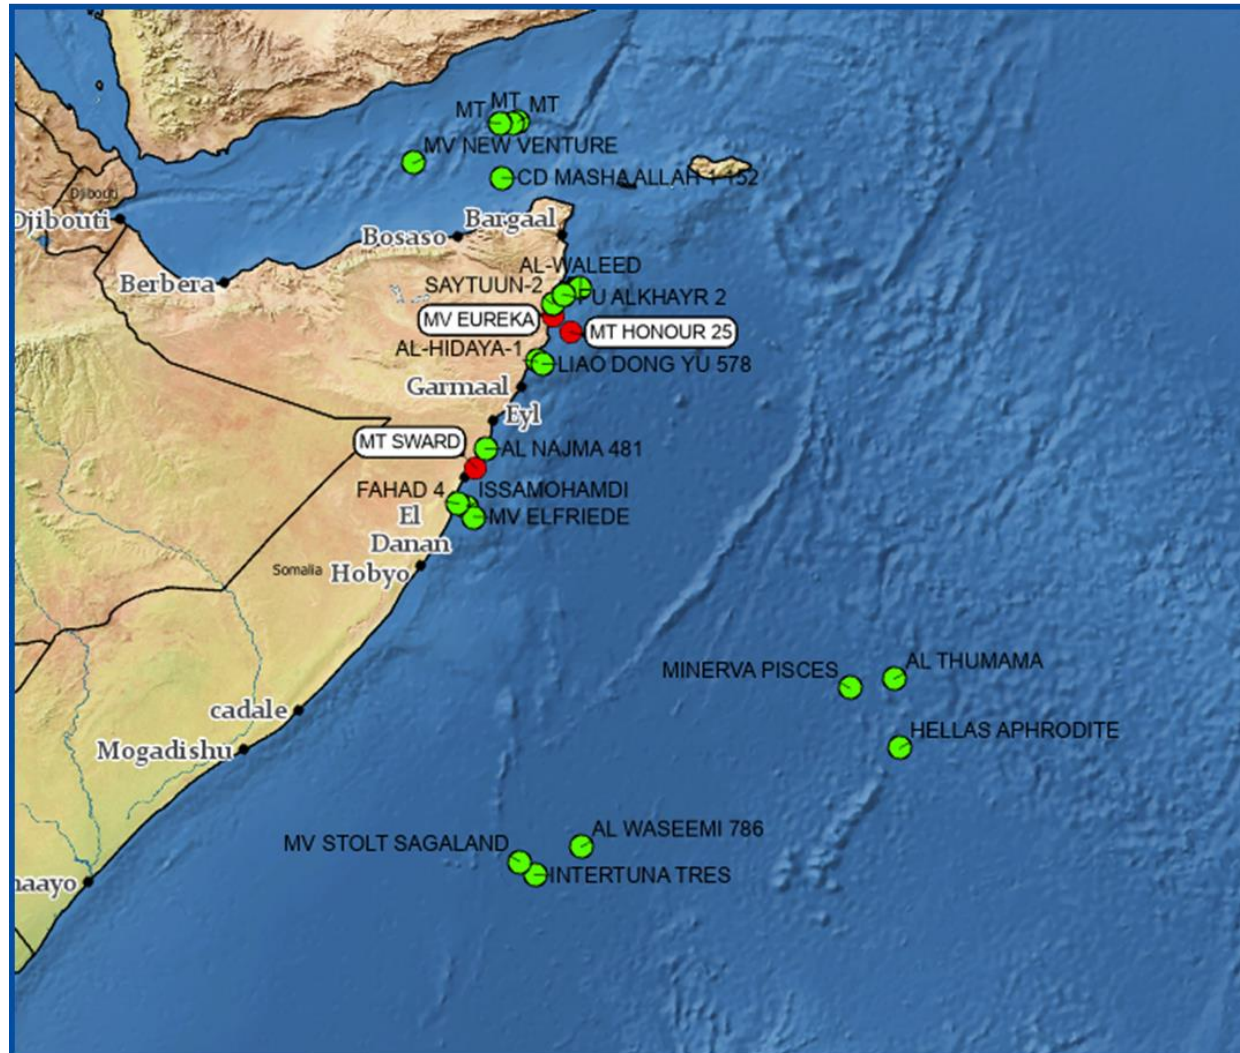 MT
MT
MT
MV NEW VENTURE
CD MASHAALLAH 1 152
Djibouti
Djibouti
Bargaal
Bosaso
Berbera
AL-WALEED
SAYTUUN-2
FU ALKHAYR 2
MV EUREKA
MT HONOUR 25
AL-HIDAYA-1
LIAO DONG YU 578
Garmaal
Eyl
MT SWARD
AL NAJMA 481
FAHAD 4
ISSAMOHAMDI
El
Danan
MV ELFRIEDE
Somalia
Hobyo
MINERVA PISCES
AL THUMAMA
cadale
HELLAS APHRODITE
Mogadishu
AL WASEEMI 786
MV STOLT SAGALAND
INTERTUNA TRES
naayo